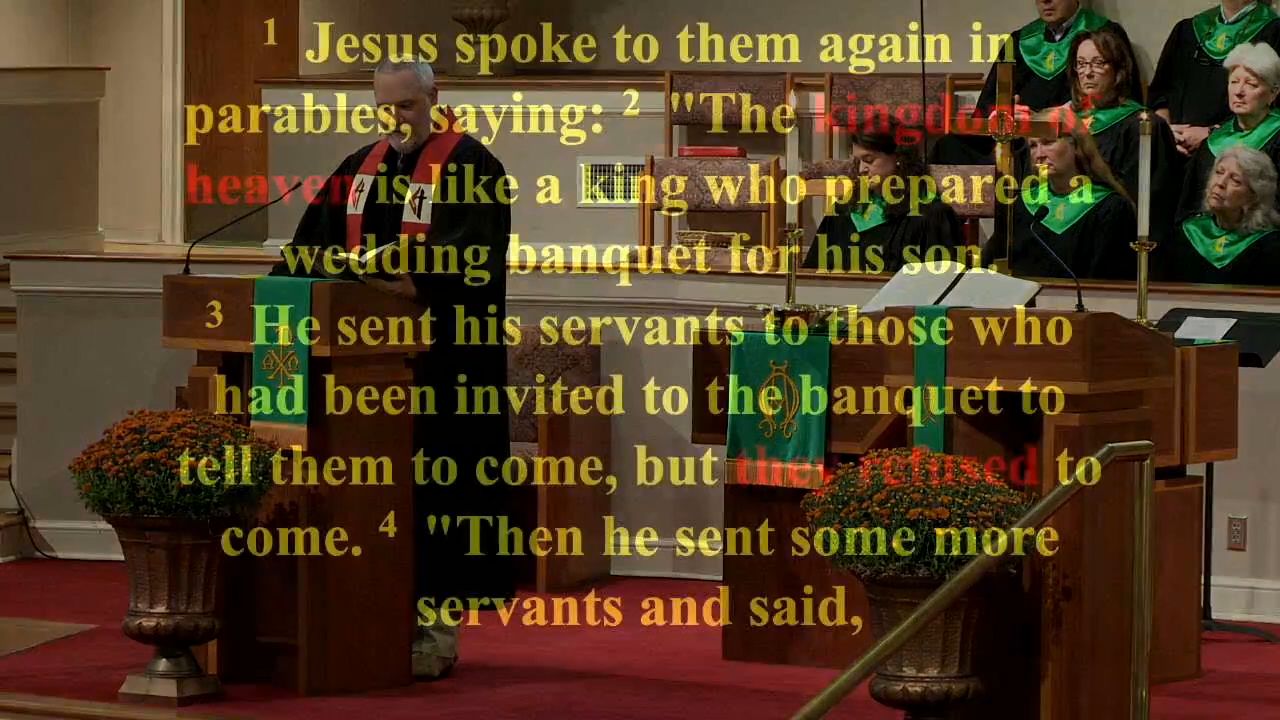 1 Jesus spoke to them again in
parables, saying: 2 "The kingdom of
heaven is like a king who prepared a
wedding banquet for his son.
3 He sent his servants to those who
had been invited to the banquet to
tell them to come, but they refused to
come. 4 "Then he sent some more
servants and said,